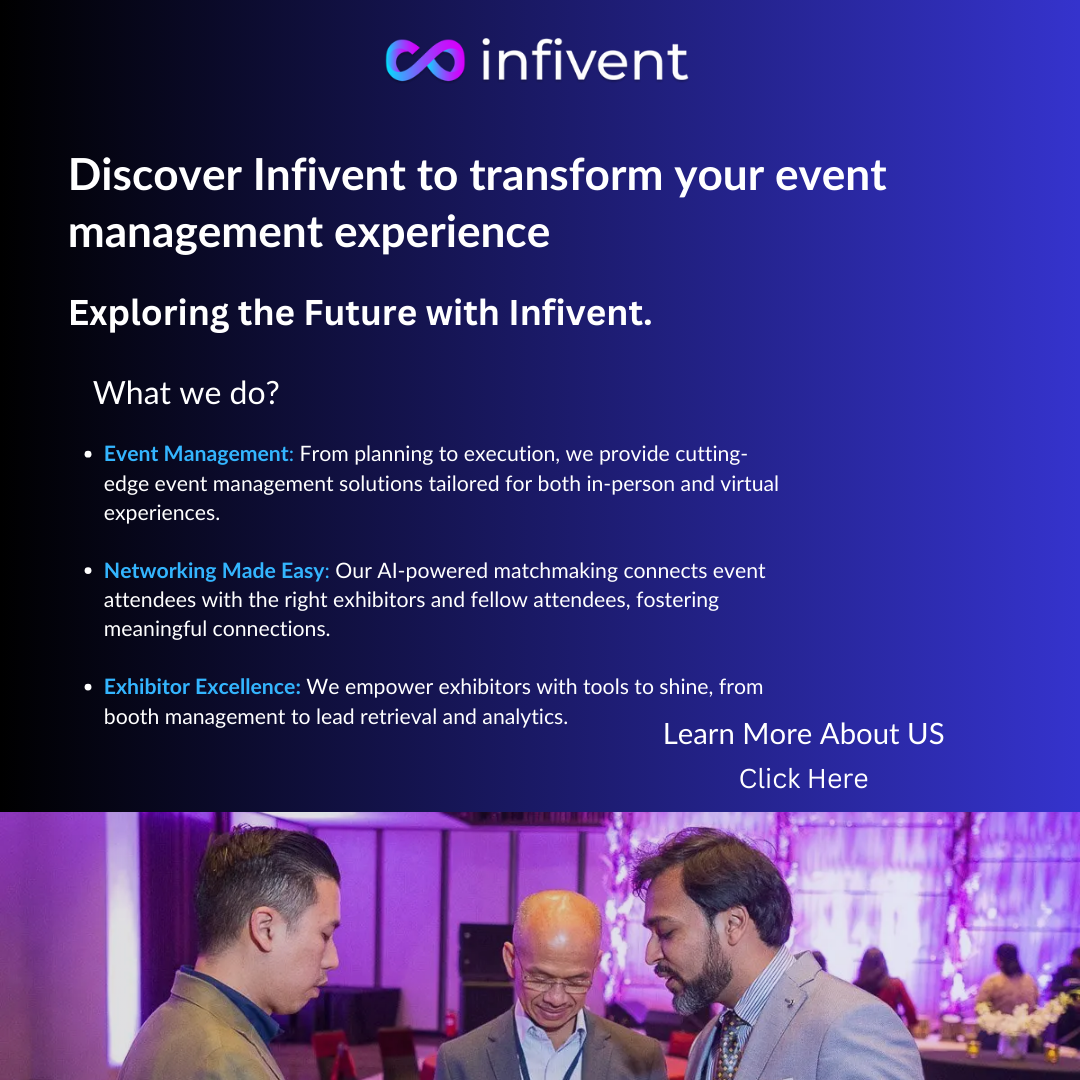 infivent
Discover Infivent to transform your event
management experience
Exploring the Future with Infivent.
What we do?
• Event Management: From planning to execution, we provide cutting-
edge event management solutions tailored for both in-person and virtual
experiences.
• Networking Made Easy: Our AI-powered matchmaking connects event
attendees with the right exhibitors and fellow attendees, fostering
meaningful connections.
• Exhibitor Excellence: We empower exhibitors with tools to shine, from
booth management to lead retrieval and analytics.
Learn More About US
Click Here